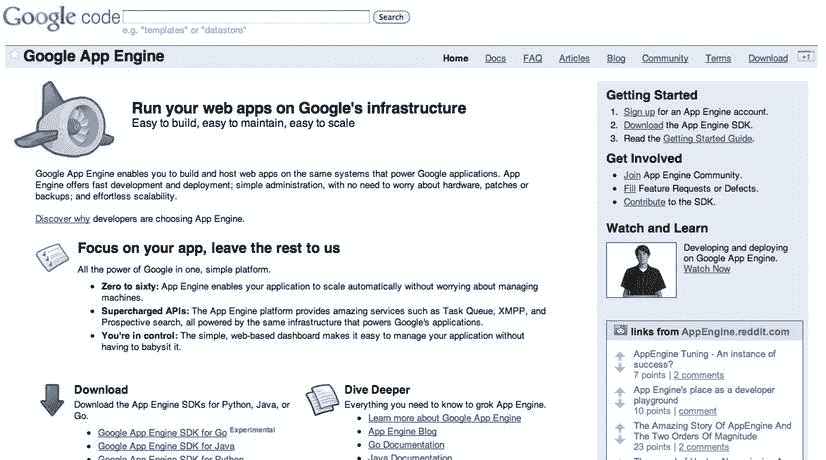 Google code
Search
e.g. "templates" or "datastore"
Google App Engine
Home Docs FAQ Articles Blog Community Terms Download +1
Run your web apps on Google's infrastructure
Easy to build, easy to maintain, easy to scale
Google App Engine enables you to build and host web apps on the same systems that power Google applications. App
Engine offers fast development and deployment; simple administration, with no need to worry about hardware, patches or
backups; and effortless scalability.
Discover why developers are choosing App Engine.
Focus on your app, leave the rest to us
All the power of Google in one, simple platform.
• Zero to sixty: App Engine enables your application to scale automatically without worrying about managing
machines.
• Supercharged APIs: The App Engine platform provides amazing services such as Task Queue, XMPP, and
Prospective search, all powered by the same infrastructure that powers Google's applications.
• You're in control: The simple, web-based dashboard makes it easy to manage your application without
having to babysit it.
Download
Download the App Engine SDKs for Python, Java, or
Go.
• Google App Engine SDK for Go Experimental
• Google App Engine SDK for Java
• Google App Engine SDK for Python
Dive Deeper
Everything you need to know to grok App Engine.
• Learn more about Google App Engine
• App Engine Blog
• Go Documentation
• Java Documentation
Getting Started
1. Sign up for an App Engine account.
2. Download the App Engine SDK.
3. Read the Getting Started Guide.
Get Involved
• Join App Engine Community.
• Fill Feature Requests or Defects.
• Contribute to the SDK.
Watch and Learn
Developing and deploying
on Google App Engine.
Watch Now
links from AppEngine.reddit.com
AppEngine Tuning - An instance of
success?
7 points | 2 comments
App Engine's place as a developer
playground
10 points | comment
The Amazing Story Of AppEngine And
The Two Orders Of Magnitude
23 points | 2 comments